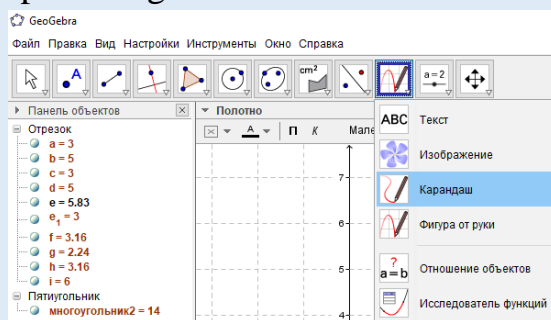 GeoGebra
Файл Правка Вид Настройки Инструменты Окно Справка
A
cm²
a = 2
Панель объектов
Полотно
Отрезок
a = 3
b = 5
c = 3
d = 5
e = 5.83
e₁ = 3
f = 3.16
g = 2.24
h = 3.16
i = 6
Пятиугольник
многоугольник2 = 14
A П К Мале
7
6
5
4
ABC Текст
Изображение
Карандаш
Фигура от руки
?
a = b Отношение объектов
Исследователь функций